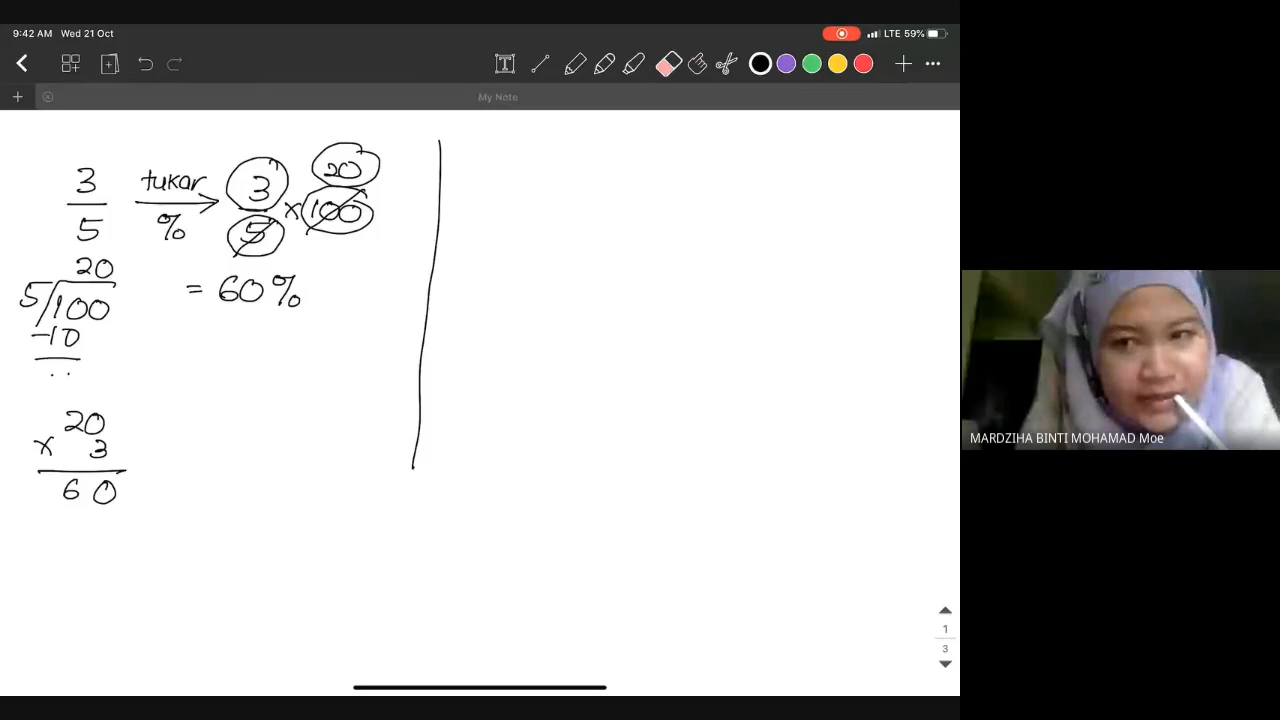 9:42 AM Wed 21 Oct
LTE 59%
My Note
3/5 tukar % → 3/5 × 100 20
= 60%
20
5/100
-10
. .
20
× 3
60
MARDZIHA BINTI MOHAMAD Moe
1
3